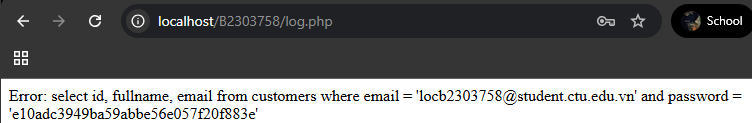 localhost/B2303758/log.php
School
Error: select id, fullname, email from customers where email = 'locb2303758@student.ctu.edu.vn' and password =
'e10adc3949ba59abbe56e057f20f883e'